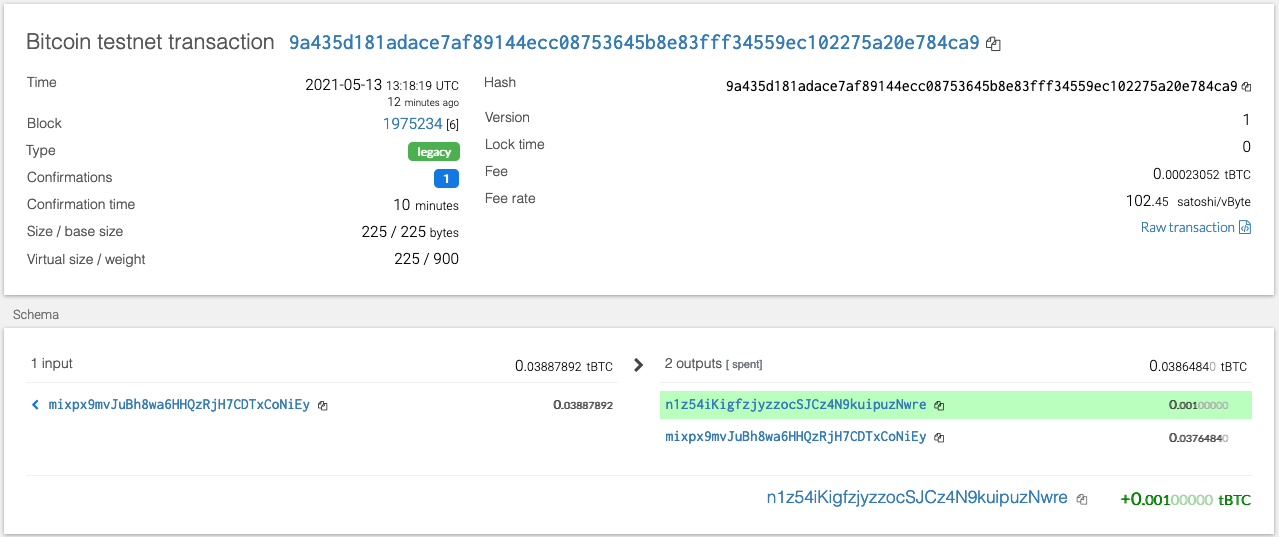 Bitcoin testnet transaction 9a435d181adace7af89144ecc08753645b8e83fff34559ec102275a20e784ca9
Time 2021-05-13 13:18:19 UTC
12 minutes ago
Block 1975234 [6]
Type legacy
Confirmations 1
Confirmation time 10 minutes
Size / base size 225 / 225 bytes
Virtual size / weight 225 / 900
Hash 9a435d181adace7af89144ecc08753645b8e83fff34559ec102275a20e784ca9
Version 1
Lock time 0
Fee 0.00023052 tBTC
Fee rate 102.45 satoshi/vByte
Raw transaction
Schema
1 input 0.03887892 tBTC
mixpx9mvJuBh8wa6HHQzRjH7CDTxCoNiEy 0.03887892
2 outputs [ spent] 0.03864840 tBTC
n1z54iKigfzjyzzocSJCz4N9kuipuzNwre 0.00100000
mixpx9mvJuBh8wa6HHQzRjH7CDTxCoNiEy 0.03764840
n1z54iKigfzjyzzocSJCz4N9kuipuzNwre +0.00100000 tBTC